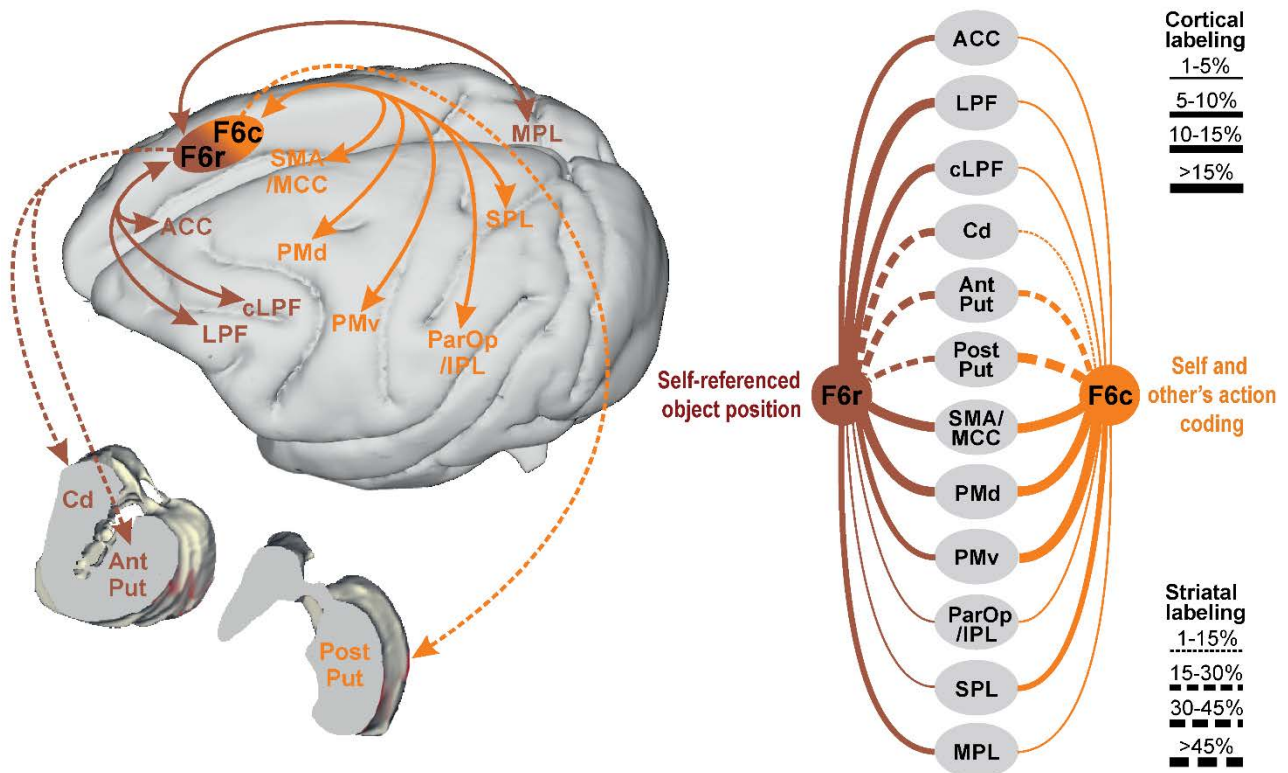 F6c
F6r
MPL
SMA
/MCC
ACC
SPL
PMd
cLPF
LPF
PMv
ParOp
/IPL
Cd
Ant
Put
Post
Put
ACC
LPF
cLPF
Cd
Ant
Put
Post
Put
Self-referenced
object position
F6r
F6c
Self and
other's action
coding
SMA/
MCC
PMd
PMv
ParOp
/IPL
SPL
MPL
Cortical
labeling
1-5%
5-10%
10-15%
>15%
Striatal
labeling
1-15%
15-30%
30-45%
>45%